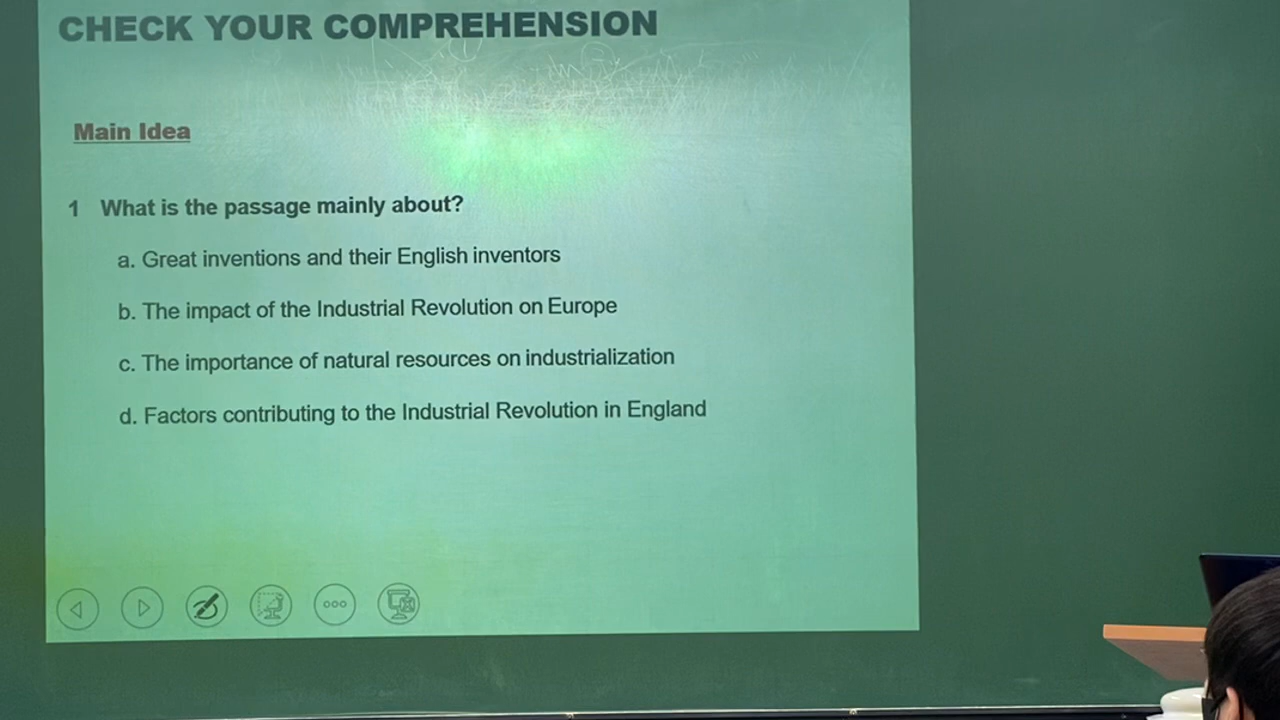 CHECK YOUR COMPREHENSION
Main Idea
1 What is the passage mainly about?
a. Great inventions and their English inventors
b. The impact of the Industrial Revolution on Europe
c. The importance of natural resources on industrialization
d. Factors contributing to the Industrial Revolution in England